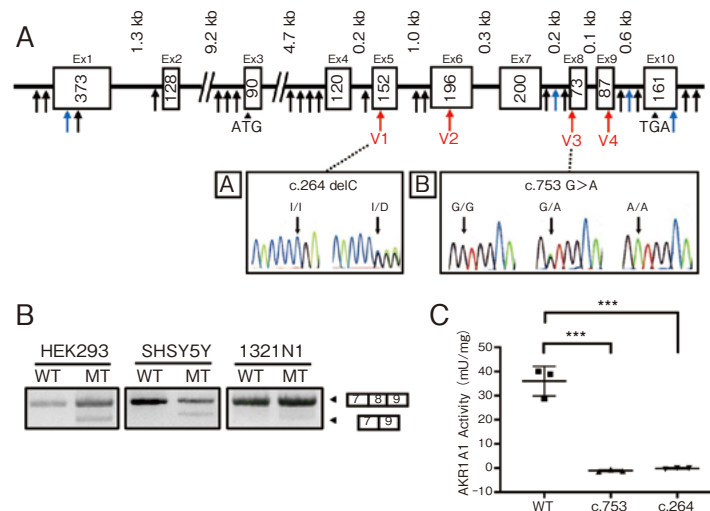 A
1.3 kb 9.2 kb 4.7 kb 0.2 kb 1.0 kb 0.3 kb 0.2 kb 0.1 kb 0.6 kb
Ex1 Ex2 Ex3 Ex4 Ex5 Ex6 Ex7 Ex8 Ex9 Ex10
373 128 90 120 152 196 200 73 87 161
ATG V1 V2 V3 V4 TGA
A
c.264 delC
I/I I/D
B
c.753 G>A
G/G G/A A/A
B
HEK293 SHSY5Y 1321N1
WT MT WT MT WT MT
7 8 9
7 9
C
AKR1A1 Activity (mU/mg)
***
***
50
40
30
20
10
0
-10
WT c.753 c.264